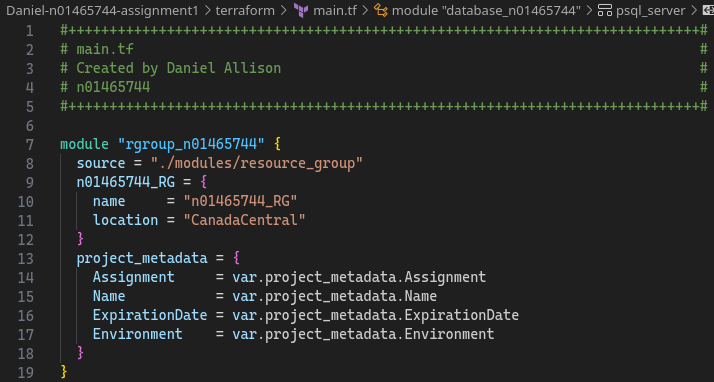 Daniel-n01465744-assignment1 > terraform > main.tf > module "database_n01465744" > psql_server >
1 #++++++++++++++++++++++++++++++++++++++++++++++++++++++++++++++++++++++++++++++#
2 # main.tf                                                                      #
3 # Created by Daniel Allison                                                    #
4 # n01465744                                                                    #
5 #++++++++++++++++++++++++++++++++++++++++++++++++++++++++++++++++++++++++++++++#
6
7 module "rgroup_n01465744" {
8   source = "./modules/resource_group"
9   n01465744_RG = {
10     name     = "n01465744_RG"
11     location = "CanadaCentral"
12   }
13   project_metadata = {
14     Assignment     = var.project_metadata.Assignment
15     Name           = var.project_metadata.Name
16     ExpirationDate = var.project_metadata.ExpirationDate
17     Environment    = var.project_metadata.Environment
18   }
19 }